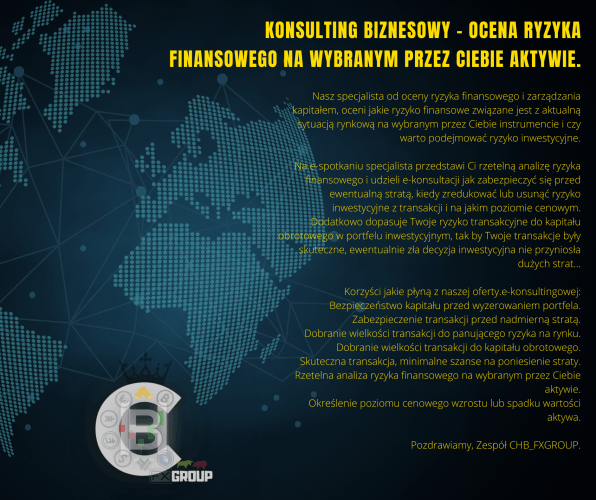 KONSULTING BIZNESOWY - OCENA RYZYKA
FINANSOWEGO NA WYBRANYM PRZEZ CIEBIE AKTYWIE.
Nasz specjalista od oceny ryzyka finansowego i zarządzania
kapitałem, oceni jakie ryzyko finansowe związane jest z aktualną
sytuacją rynkową na wybranym przez Ciebie instrumencie i czy
warto podejmować ryzyko inwestycyjne.
Na e-spotkaniu specjalista przedstawi Ci rzetelną analizę ryzyka
finansowego i udzieli e-konsultacji jak zabezpieczyć się przed
ewentualną stratą, kiedy zredukować lub usunąć ryzyko
inwestycyjne z transakcji i na jakim poziomie cenowym.
Dodatkowo dopasuje Twoje ryzyko transakcyjne do kapitału
obrotowego w portfelu inwestycyjnym, tak by Twoje transakcje były
skuteczne, ewentualnie zła decyzja inwestycyjna nie przyniosła
dużych strat...
Korzyści jakie płyną z naszej oferty.e-konsultingowej:
Bezpieczeństwo kapitału przed wyzerowaniem portfela.
Zabezpieczenie transakcji przed nadmierną stratą.
Dobranie wielkości transakcji do panującego ryzyka na rynku.
Dobranie wielkości transakcji do kapitału obrotowego.
Skuteczna transakcja, minimalne szanse na poniesienie straty.
Rzetelna analiza ryzyka finansowego na wybranym przez Ciebie
aktywie.
Określenie poziomu cenowego wzrostu lub spadku wartości
aktywa.
Pozdrawiamy, Zespół CHB_FXGROUP.
CB
FX GROUP